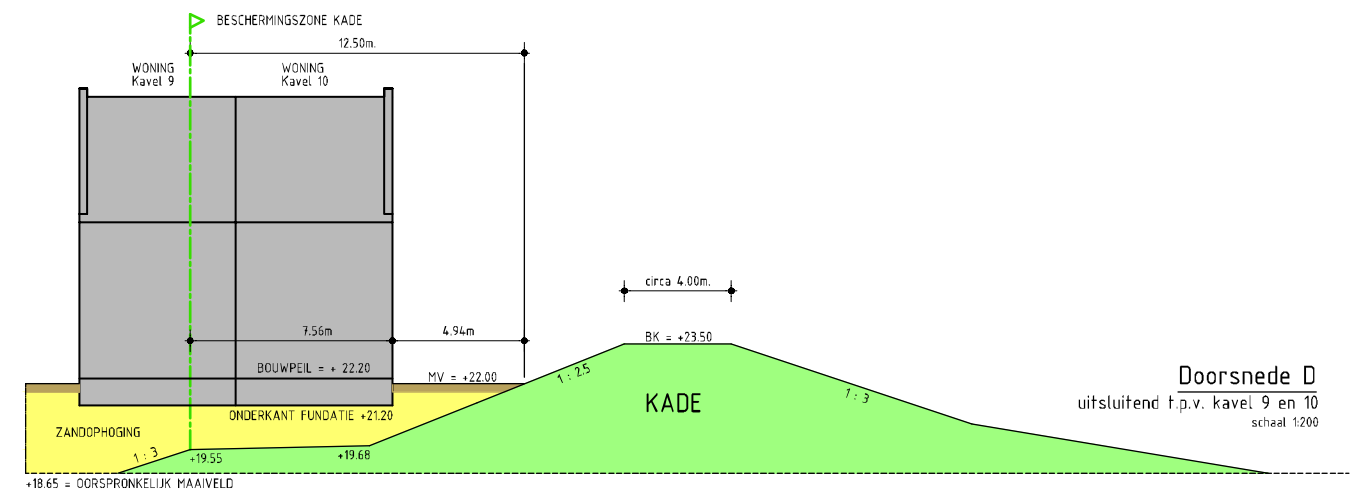 BESCHERMINGSZONE KADE
12.50m.
WONING
Kavel 9
WONING
Kavel 10
circa 4.00m.
7.56m
4.94m
BK = +23.50
BOUWPEIL = + 22.20
MV = +22.00
1 : 2.5
1 : 3
KADE
Doorsnede D
uitsluitend t.p.v. kavel 9 en 10
schaal 1:200
ONDERKANT FUNDATIE +21.20
ZANDOPHOGING
1 : 3
+19.55
+19.68
+18.65 = OORSPRONKELIJK MAAIVELD